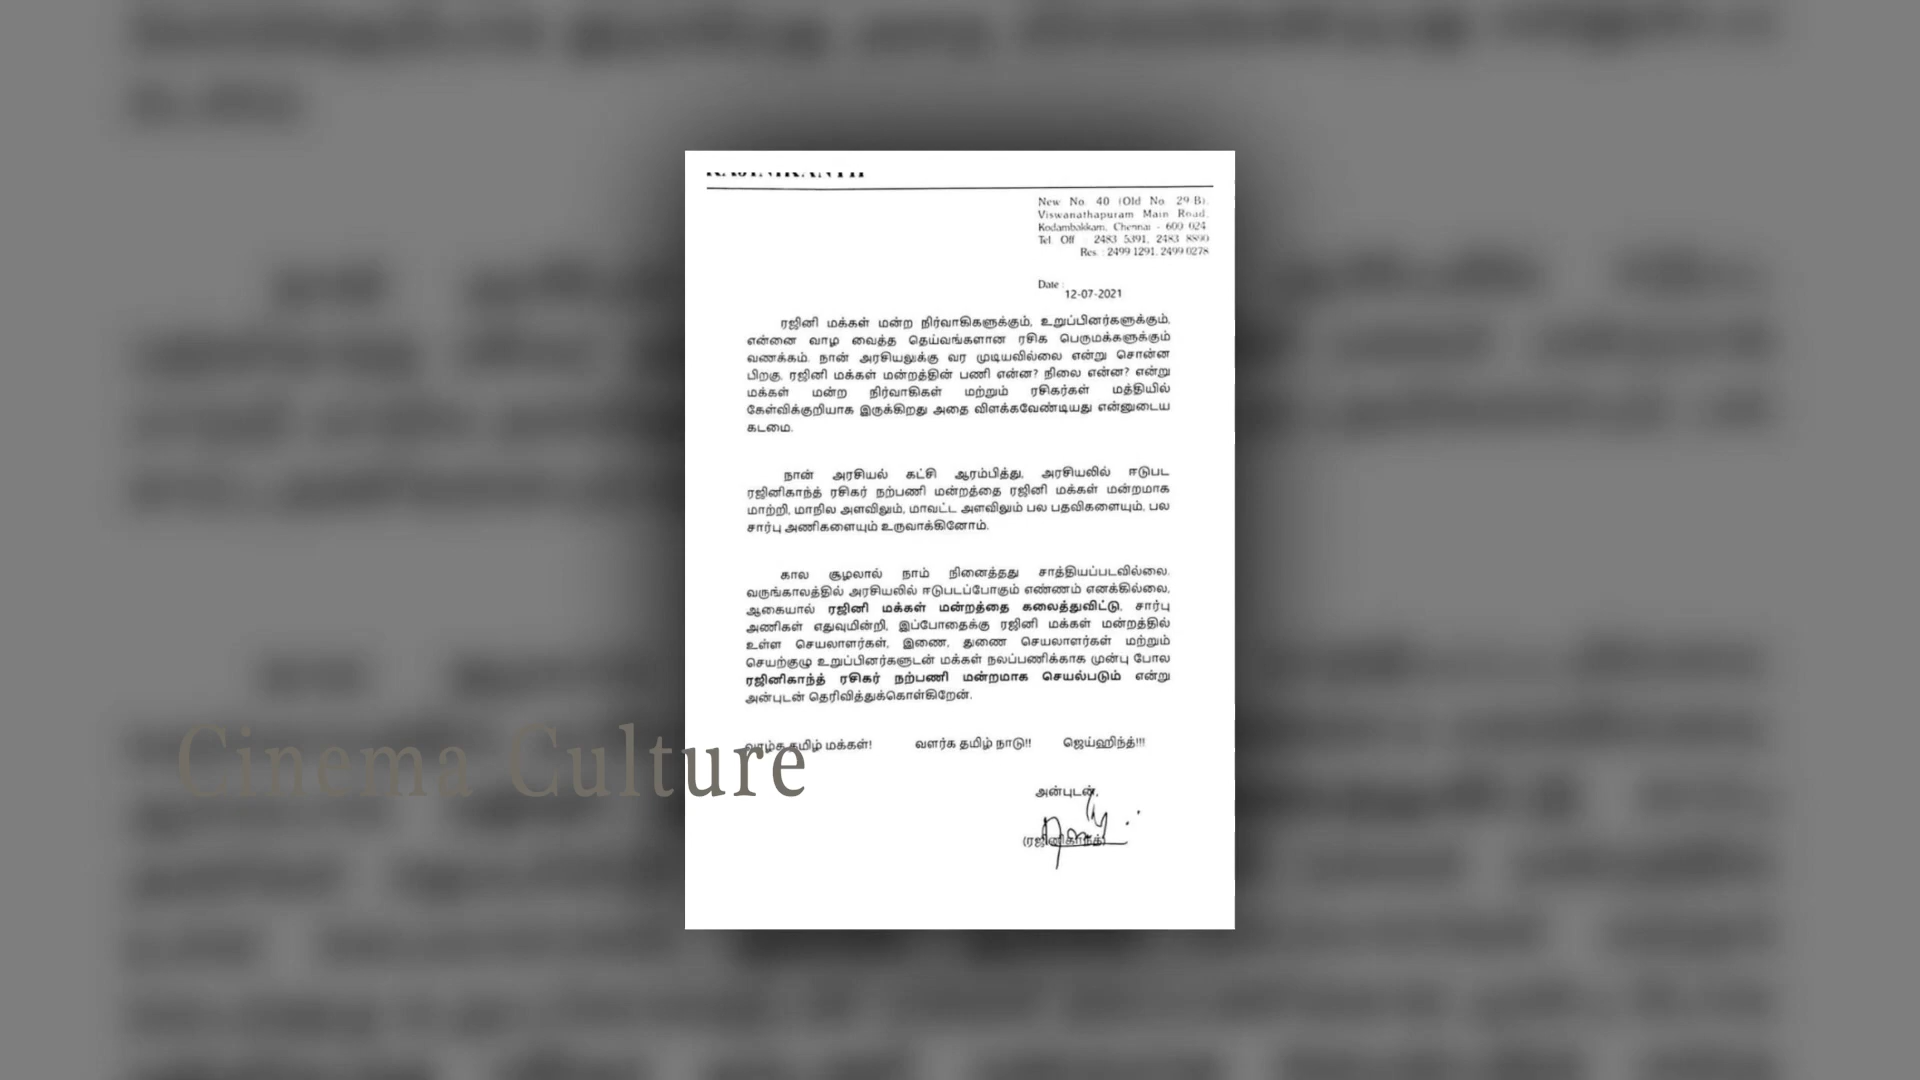 RAJINIKANTH
New No. 40 (Old No. 29-B),
Viswanathapuram Main Road,
Kodambakkam, Chennai - 600 024.
Tel. Off : 2483 5391, 2483 8890
Res. : 2499 1291, 2499 0278
Date :
12-07-2021
ரஜினி மக்கள் மன்ற நிர்வாகிகளுக்கும், உறுப்பினர்களுக்கும்,
என்னை வாழ வைத்த தெய்வங்களான ரசிக பெருமக்களுக்கும்
வணக்கம். நான் அரசியலுக்கு வர முடியவில்லை என்று சொன்ன
பிறகு, ரஜினி மக்கள் மன்றத்தின் பணி என்ன? நிலை என்ன? என்று
மக்கள் மன்ற நிர்வாகிகள் மற்றும் ரசிகர்கள் மத்தியில்
கேள்விக்குறியாக இருக்கிறது அதை விளக்கவேண்டியது என்னுடைய
கடமை.
நான் அரசியல் கட்சி ஆரம்பித்து, அரசியலில் ஈடுபட
ரஜினிகாந்த் ரசிகர் நற்பணி மன்றத்தை ரஜினி மக்கள் மன்றமாக
மாற்றி, மாநில அளவிலும், மாவட்ட அளவிலும் பல பதவிகளையும், பல
சார்பு அணிகளையும் உருவாக்கினோம்.
கால சூழலால் நாம் நினைத்தது சாத்தியப்படவில்லை.
வருங்காலத்தில் அரசியலில் ஈடுபடப்போகும் எண்ணம் எனக்கில்லை,
ஆகையால் ரஜினி மக்கள் மன்றத்தை கலைத்துவிட்டு, சார்பு
அணிகள் எதுவுமின்றி, இப்போதைக்கு ரஜினி மக்கள் மன்றத்தில்
உள்ள செயலாளர்கள், இணை, துணை செயலாளர்கள் மற்றும்
செயற்குழு உறுப்பினர்களுடன் மக்கள் நலப்பணிக்காக முன்பு போல
ரஜினிகாந்த் ரசிகர் நற்பணி மன்றமாக செயல்படும் என்று
அன்புடன் தெரிவித்துக்கொள்கிறேன்.
வாழ்க தமிழ் மக்கள்! வளர்க தமிழ் நாடு!! ஜெய்ஹிந்த்!!!
Cinema Culture
அன்புடன்,
(ரஜினிகாந்த்)